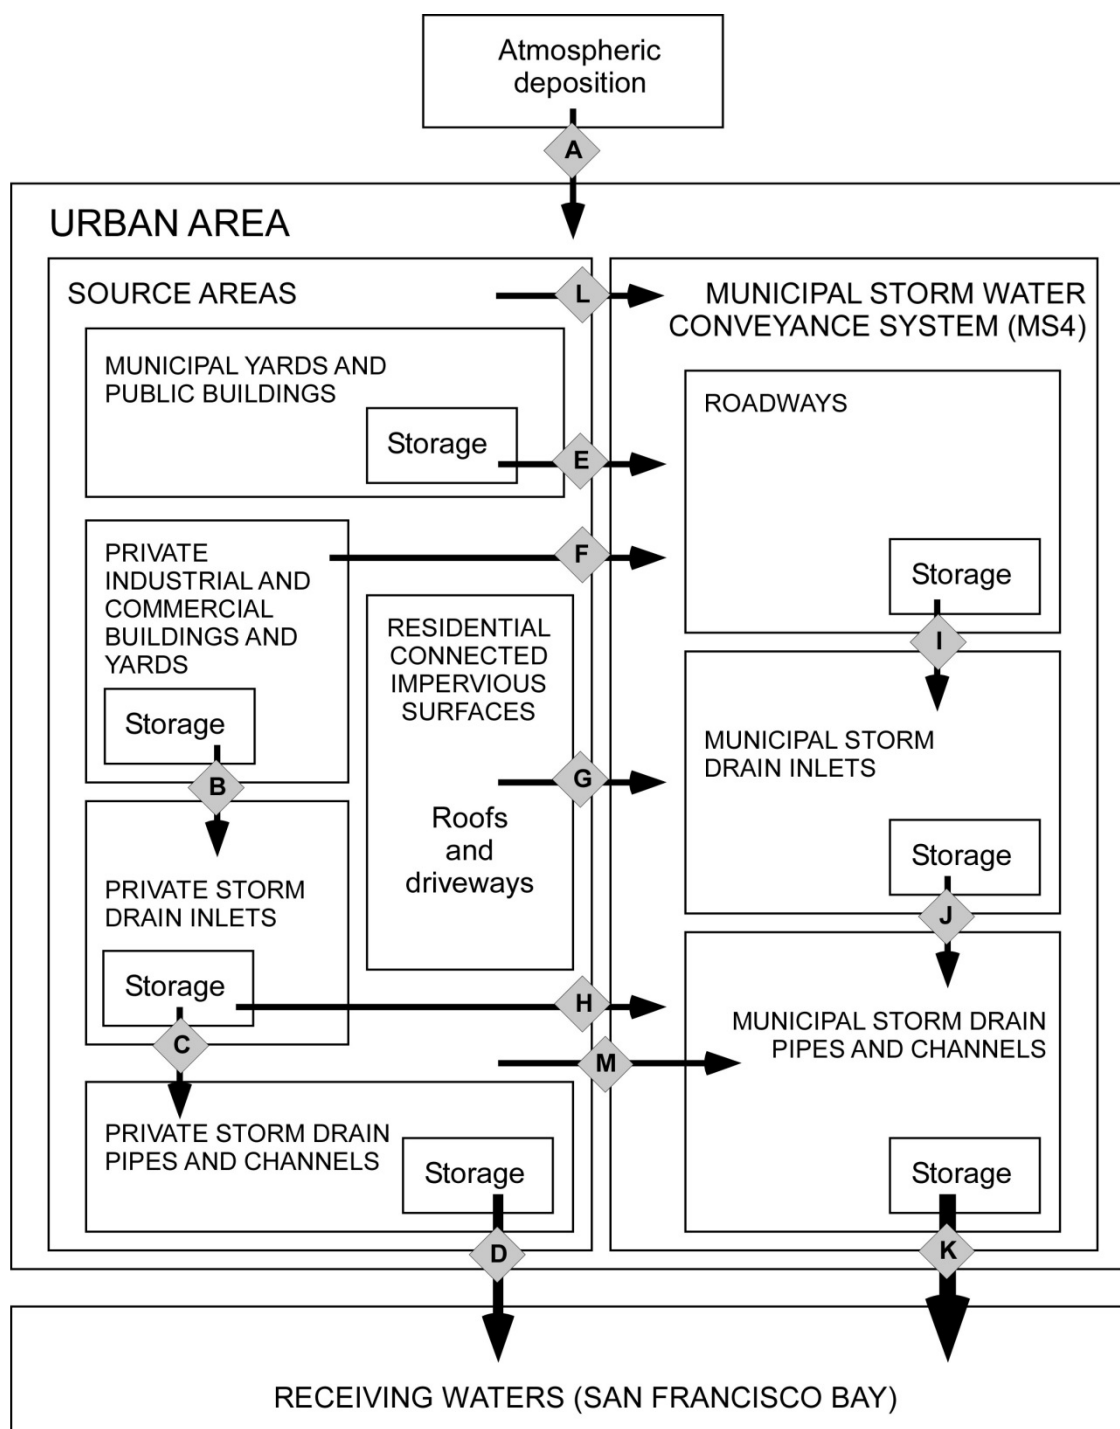 Atmospheric
deposition
A
URBAN AREA
SOURCE AREAS
L
MUNICIPAL STORM WATER
CONVEYANCE SYSTEM (MS4)
MUNICIPAL YARDS AND
PUBLIC BUILDINGS
Storage
E
ROADWAYS
PRIVATE
INDUSTRIAL AND
COMMERCIAL
BUILDINGS AND
YARDS
F
Storage
B
RESIDENTIAL
CONNECTED
IMPERVIOUS
SURFACES
Roofs
and
driveways
G
Storage
I
MUNICIPAL STORM
DRAIN INLETS
Storage
J
PRIVATE STORM
DRAIN INLETS
Storage
C
H
M
MUNICIPAL STORM DRAIN
PIPES AND CHANNELS
PRIVATE STORM DRAIN
PIPES AND CHANNELS
Storage
D
Storage
K
RECEIVING WATERS (SAN FRANCISCO BAY)